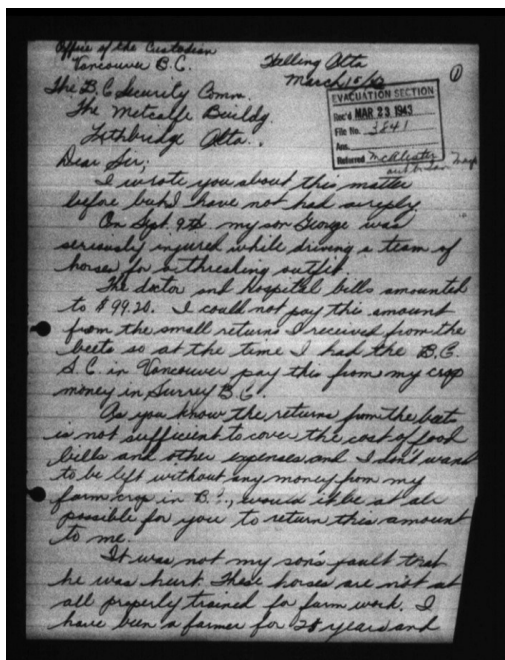 Office of the Custodian
Vancouver B.C.
Telling Alta
March 15/43
①
The B.C Security Comm.
The Metcalfe Buildg.
Lethbridge Alta.
EVACUATION SECTION
Rec'd MAR 23 1943
File No. 3841
Ans.
Referred McAlister
Dear Sir;
I wrote you about this matter
before but I have not had a reply.
On Sept. 9th my son George was
seriously injured while driving a team of
horses for a threshing outfit.
The doctor and hospital bills amounted
to $99.20. I could not pay this amount
from the small returns I received from the
beets so at the time I had the B.C.
S.C. in Vancouver pay this from my crop
money in Surrey B.C.
As you know the returns from the beets
is not sufficient to cover the cost of food
bills and other expenses and I don't want
to be left without any money from my
farm crop in B.C., would it be at all
possible for you to return this amount
to me.
It was not my son's fault that
he was hurt. These horses are not at
all properly trained for farm work. I
have been a farmer for 28 years and